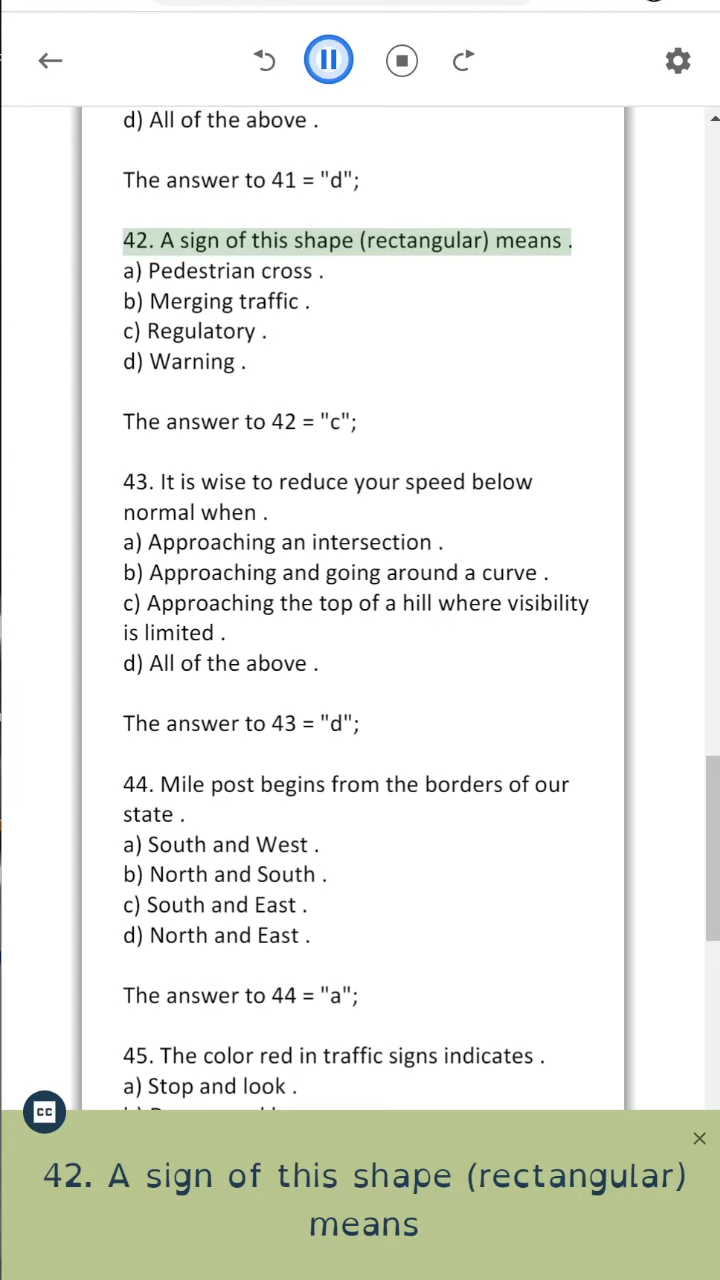 d) All of the above .
The answer to 41 = "d";
42. A sign of this shape (rectangular) means .
a) Pedestrian cross .
b) Merging traffic .
c) Regulatory .
d) Warning .
The answer to 42 = "c";
43. It is wise to reduce your speed below
normal when .
a) Approaching an intersection .
b) Approaching and going around a curve .
c) Approaching the top of a hill where visibility
is limited .
d) All of the above .
The answer to 43 = "d";
44. Mile post begins from the borders of our
state .
a) South and West .
b) North and South .
c) South and East .
d) North and East .
The answer to 44 = "a";
45. The color red in traffic signs indicates .
a) Stop and look .
CC
42. A sign of this shape (rectangular)
means